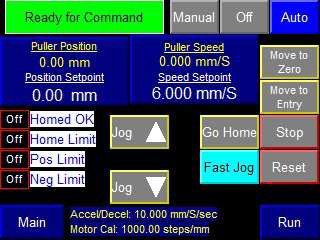 Ready for Command Manual Off Auto
Puller Position
0.00 mm
Position Setpoint
0.00 mm
Puller Speed
0.000 mm/S
Speed Setpoint
6.000 mm/S
Move to
Zero
Move to
Entry
Off Homed OK
Off Home Limit
Off Pos Limit
Off Neg Limit
Jog
Jog
Go Home Stop
Fast Jog Reset
Main
Accel/Decel: 10.000 mm/S/sec
Motor Cal: 1000.00 steps/mm
Run